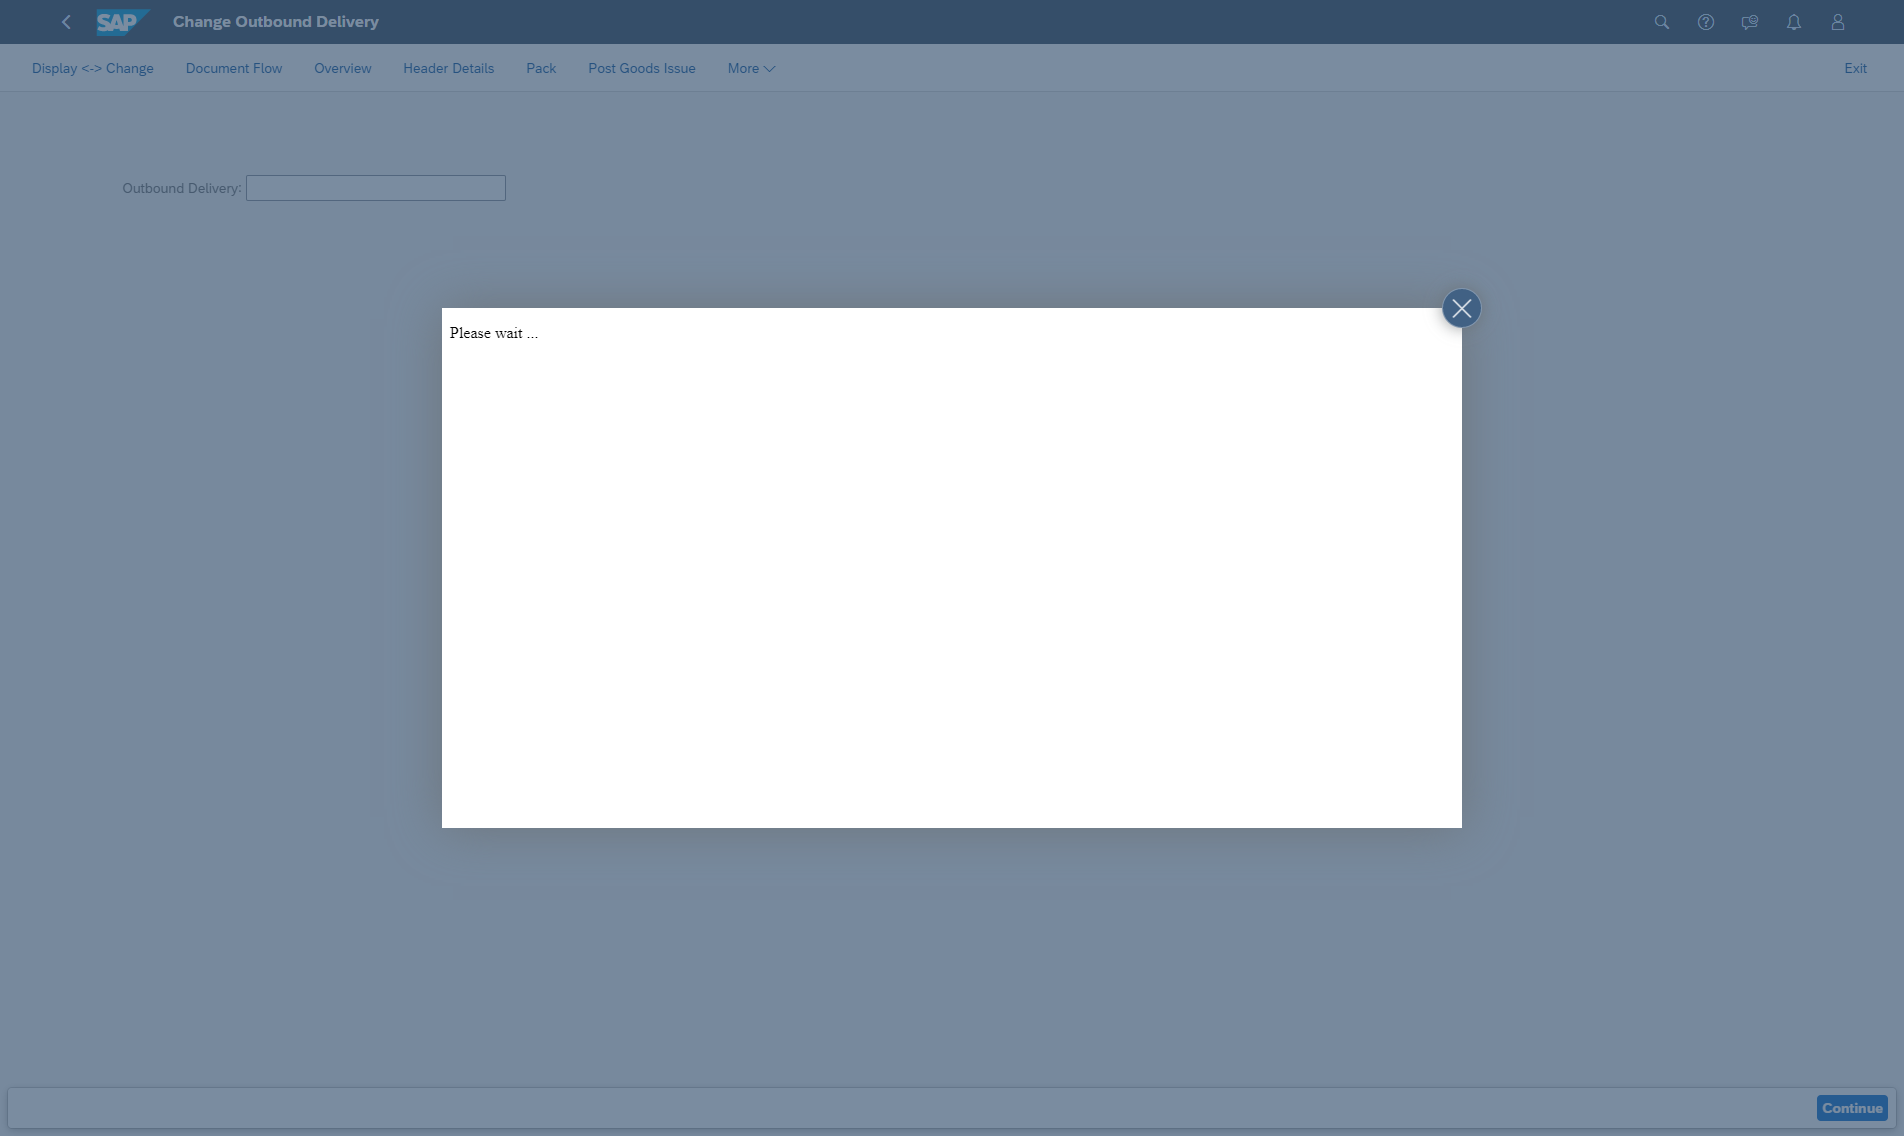 SAP Change Outbound Delivery
Display <-> Change Document Flow Overview Header Details Pack Post Goods Issue More Exit
Outbound Delivery:
Please wait ...
Continue